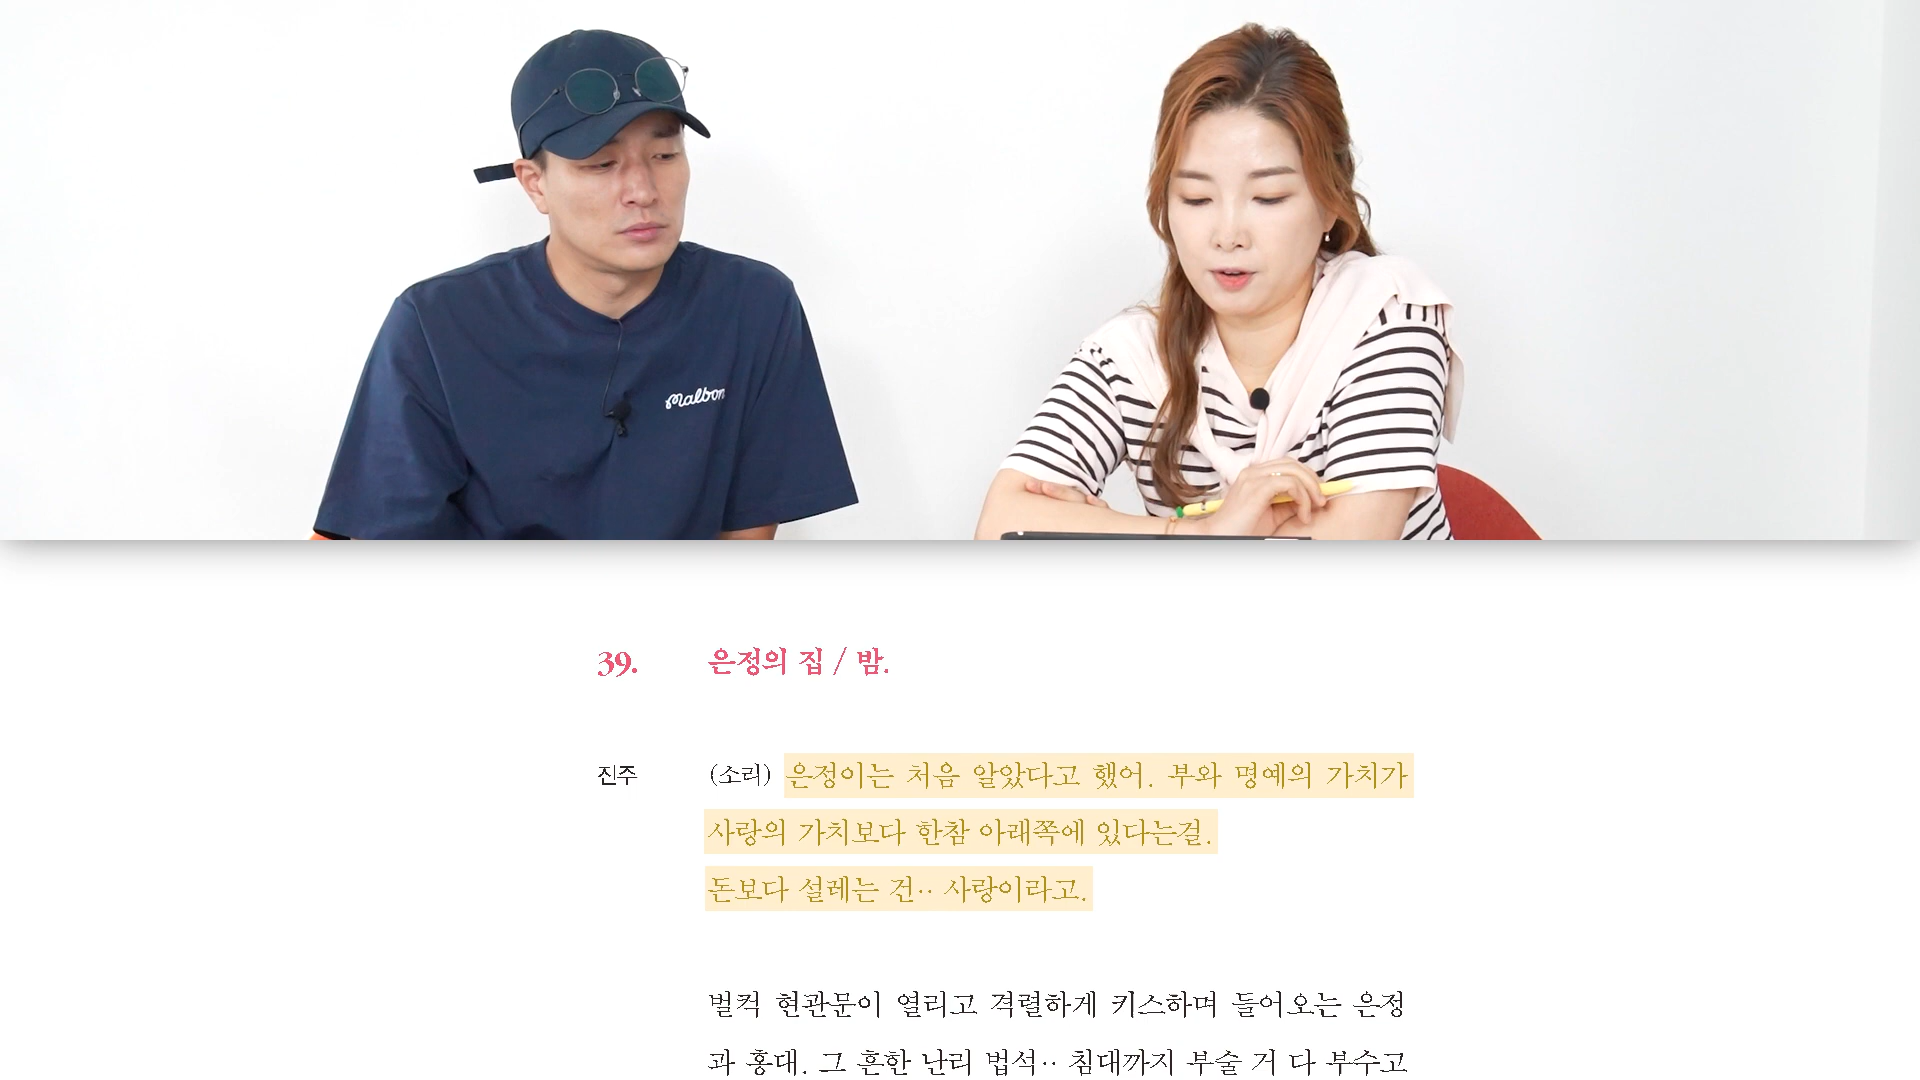 Malbon
39. 은정의 집 / 밤.
진주 (소리) 은정이는 처음 알았다고 했어. 부와 명예의 가치가
사랑의 가치보다 한참 아래쪽에 있다는걸.
돈보다 설레는 건·· 사랑이라고.
벌컥 현관문이 열리고 격렬하게 키스하며 들어오는 은정
과 홍대. 그 흔한 난리 법석·· 침대까지 부술 거 다 부수고